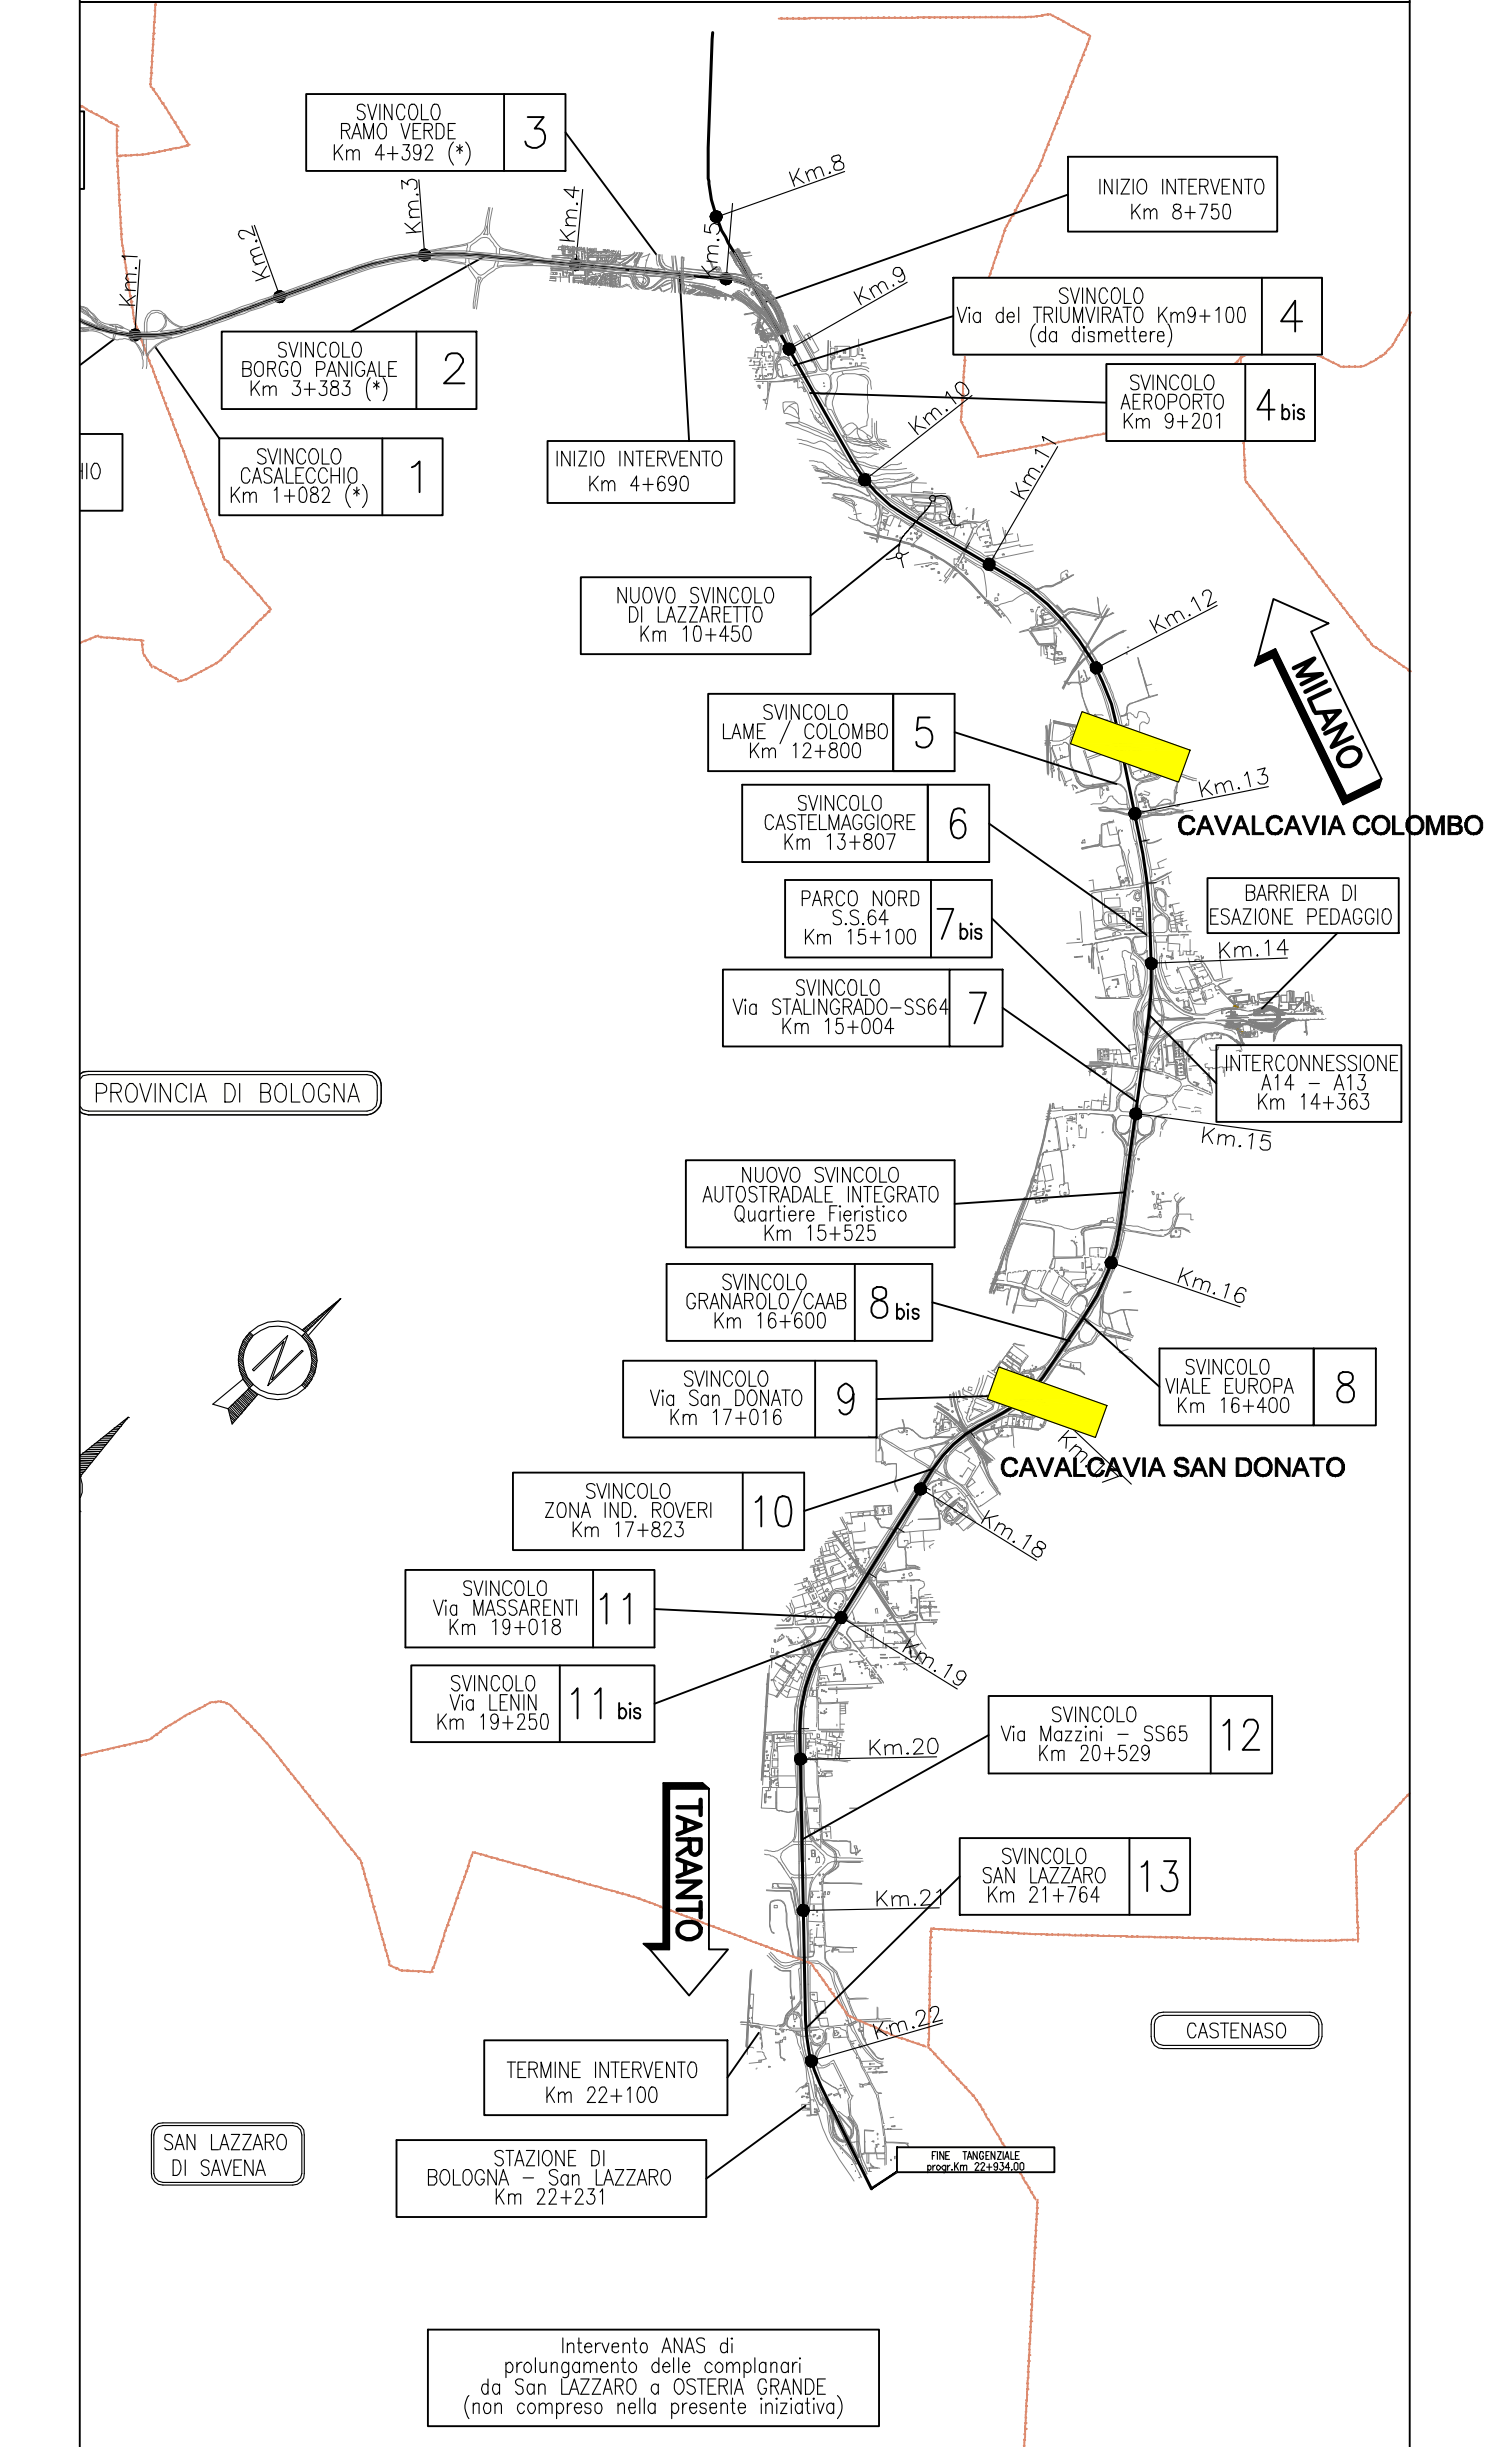 SVINCOLO
RAMO VERDE
Km 4+392 (*)
3
Km.8
INIZIO INTERVENTO
Km 8+750
Km.1
Km.2
Km.3
Km.4
Km.5
Km.9
SVINCOLO
Via del TRIUMVIRATO Km9+100
(da dismettere)
4
SVINCOLO
BORGO PANIGALE
Km 3+383 (*)
2
SVINCOLO
AEROPORTO
Km 9+201
4 bis
Km.10
SVINCOLO
CASALECCHIO
Km 1+082 (*)
1
HIO
INIZIO INTERVENTO
Km 4+690
Km.11
NUOVO SVINCOLO
DI LAZZARETTO
Km 10+450
Km.12
MILANO
SVINCOLO
LAME / COLOMBO
Km 12+800
5
Km.13
CAVALCAVIA COLOMBO
SVINCOLO
CASTELMAGGIORE
Km 13+807
6
PARCO NORD
S.S.64
Km 15+100
7 bis
BARRIERA DI
ESAZIONE PEDAGGIO
Km.14
SVINCOLO
Via STALINGRADO-SS64
Km 15+004
7
INTERCONNESSIONE
A14 - A13
Km 14+363
PROVINCIA DI BOLOGNA
Km.15
NUOVO SVINCOLO
AUTOSTRADALE INTEGRATO
Quartiere Fieristico
Km 15+525
Km.16
SVINCOLO
GRANAROLO/CAAB
Km 16+600
8 bis
N
SVINCOLO
VIALE EUROPA
Km 16+400
8
SVINCOLO
Via San DONATO
Km 17+016
9
Km.17
CAVALCAVIA SAN DONATO
SVINCOLO
ZONA IND. ROVERI
Km 17+823
10
Km.18
SVINCOLO
Via MASSARENTI
Km 19+018
11
Km.19
SVINCOLO
Via LENIN
Km 19+250
11 bis
SVINCOLO
Via Mazzini - SS65
Km 20+529
12
Km.20
TARANTO
SVINCOLO
SAN LAZZARO
Km 21+764
13
Km.21
Km.22
CASTENASO
TERMINE INTERVENTO
Km 22+100
SAN LAZZARO
DI SAVENA
STAZIONE DI
BOLOGNA - San LAZZARO
Km 22+231
FINE TANGENZIALE
progr.Km 22+934.00
Intervento ANAS di
prolungamento delle complanari
da San LAZZARO a OSTERIA GRANDE
(non compreso nella presente iniziativa)